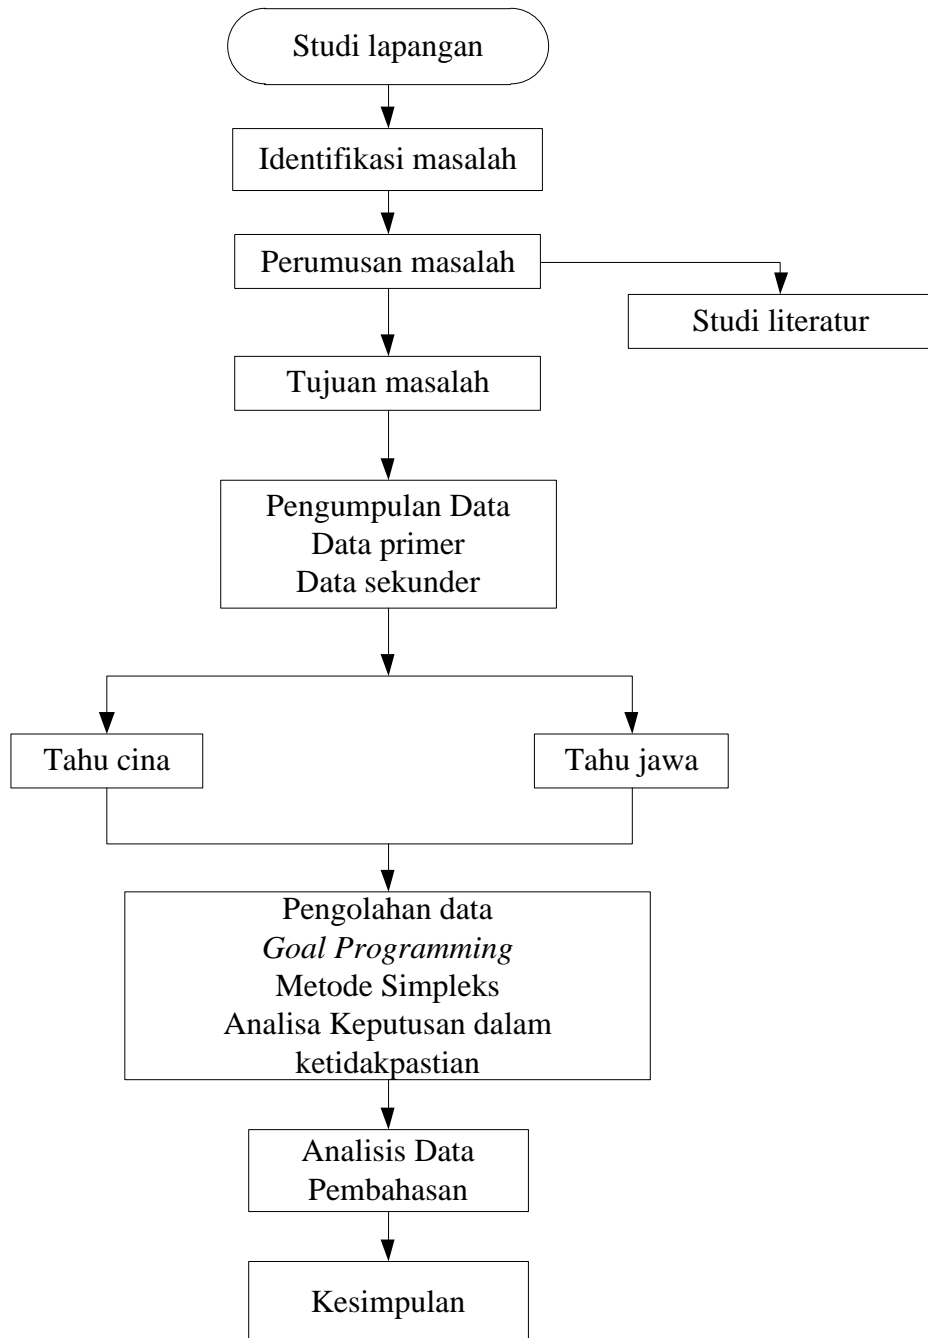 Studi lapangan
Identifikasi masalah
Perumusan masalah
Studi literatur
Tujuan masalah
Pengumpulan Data
Data primer
Data sekunder
Tahu cina
Tahu jawa
Pengolahan data
Goal Programming
Metode Simpleks
Analisa Keputusan dalam
ketidakpastian
Analisis Data
Pembahasan
Kesimpulan